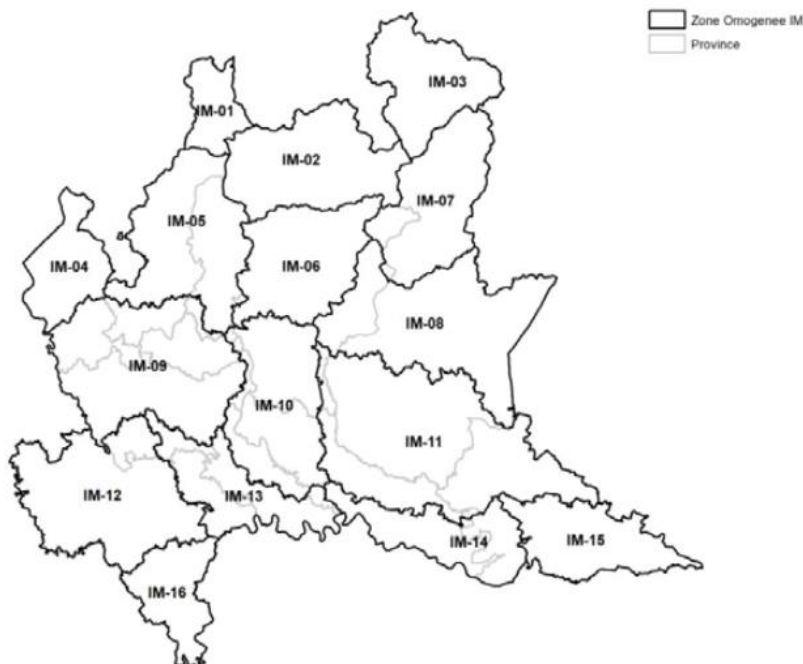 Zone Omogenee IM
Province
IM-03
IM-01
IM-02
IM-07
IM-05
IM-04
IM-06
IM-08
IM-09
IM-10
IM-11
IM-12
IM-13
IM-14
IM-15
IM-16